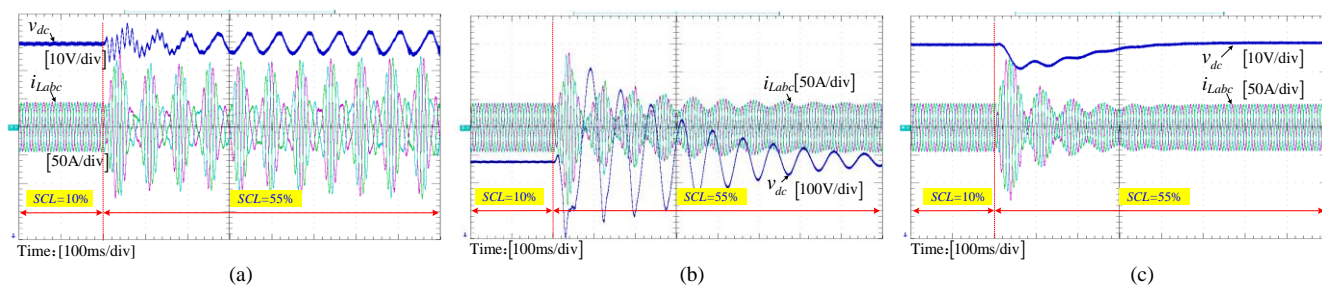 v_dc
[10V/div]
i_Labc
[50A/div]
SCL=10%
SCL=55%
Time:[100ms/div]
(a)
i_Labc [50A/div]
SCL=10%
SCL=55%
v_dc [100V/div]
Time:[100ms/div]
(b)
v_dc [10V/div]
i_Labc [50A/div]
SCL=10%
SCL=55%
Time:[100ms/div]
(c)